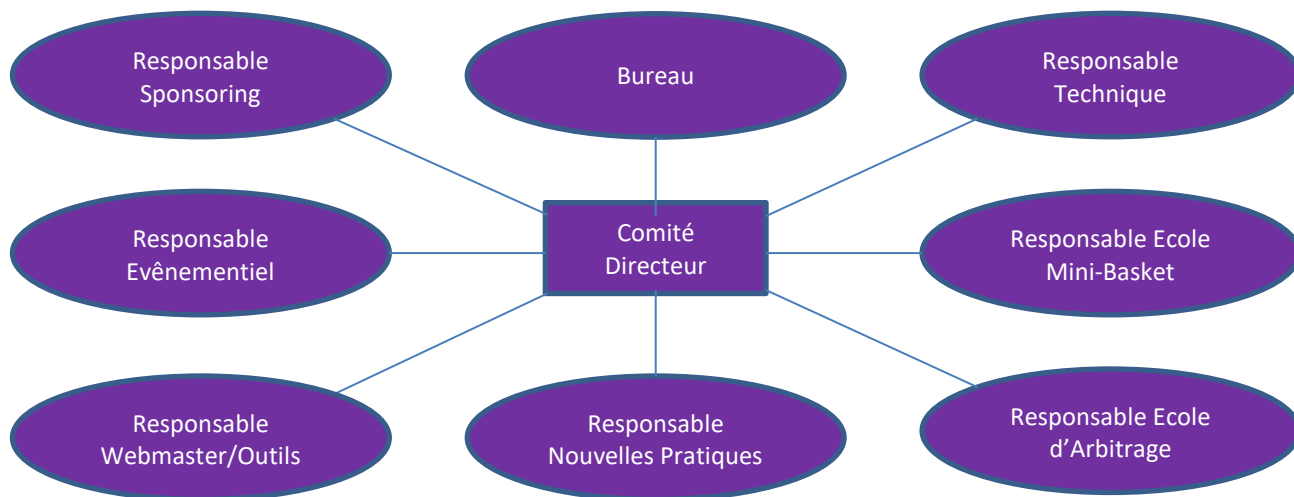 Responsable
Sponsoring
Bureau
Responsable
Technique
Responsable
Evênementiel
Comité
Directeur
Responsable Ecole
Mini-Basket
Responsable
Webmaster/Outils
Responsable
Nouvelles Pratiques
Responsable Ecole
d’Arbitrage